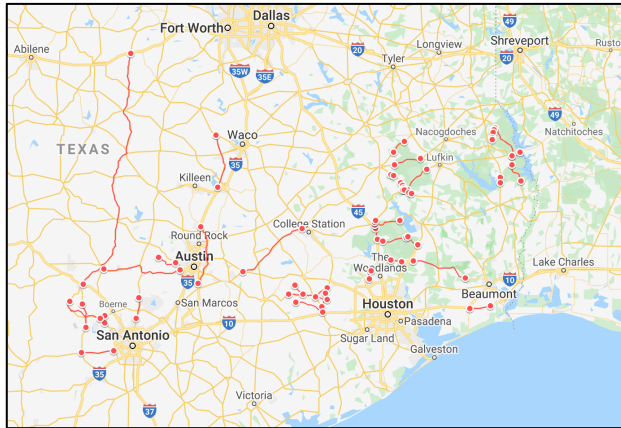 Dallas
Fort Worth
Abilene
Longview
Shreveport
Tyler
Ruston
49
20
20
35W
35E
49
Nacogdoches
Natchitoches
Waco
Lufkin
TEXAS
Killeen
35
45
College Station
Round Rock
Austin
The
Woodlands
Lake Charles
10
35
Beaumont
Boerne
San Marcos
Houston
10
Pasadena
San Antonio
Sugar Land
Galveston
35
Victoria
37